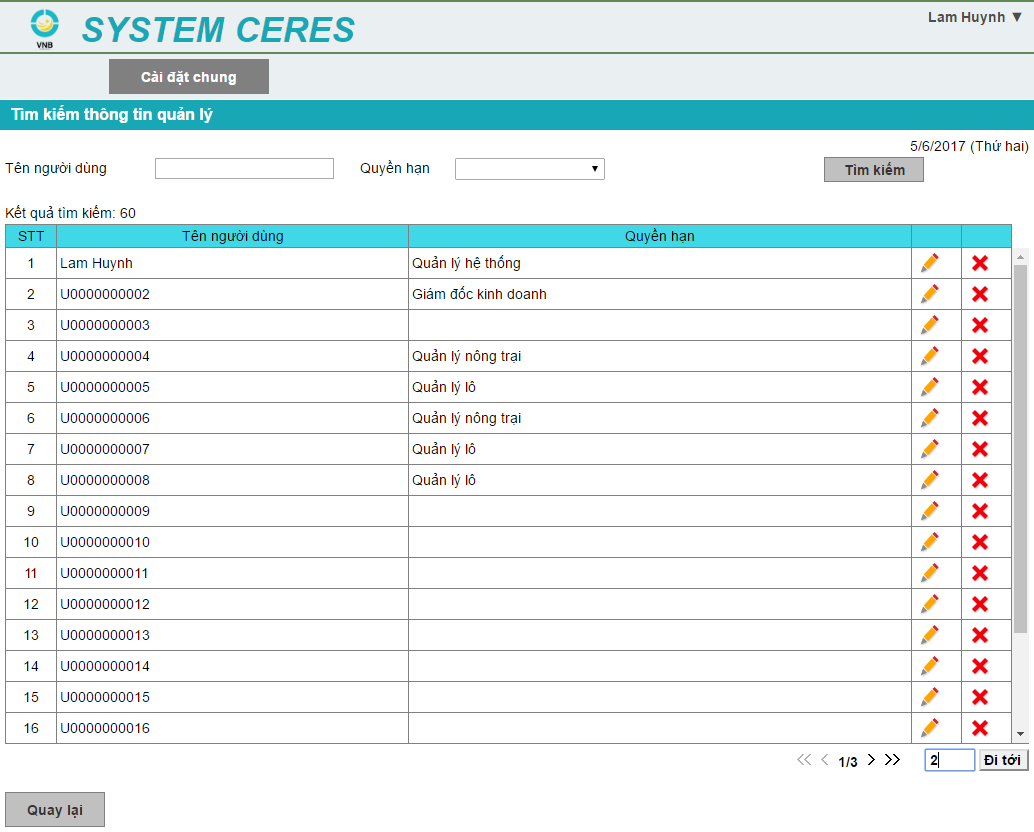 Lam Huynh ▼
VNB
SYSTEM CERES
Cài đặt chung
Tìm kiếm thông tin quản lý
5/6/2017 (Thứ hai)
Tên người dùng Quyền hạn Tìm kiếm
Kết quả tìm kiếm: 60
STT Tên người dùng Quyền hạn
1 Lam Huynh Quản lý hệ thống
2 U0000000002 Giám đốc kinh doanh
3 U0000000003
4 U0000000004 Quản lý nông trại
5 U0000000005 Quản lý lô
6 U0000000006 Quản lý nông trại
7 U0000000007 Quản lý lô
8 U0000000008 Quản lý lô
9 U0000000009
10 U0000000010
11 U0000000011
12 U0000000012
13 U0000000013
14 U0000000014
15 U0000000015
16 U0000000016
1/3 2 Đi tới
Quay lại